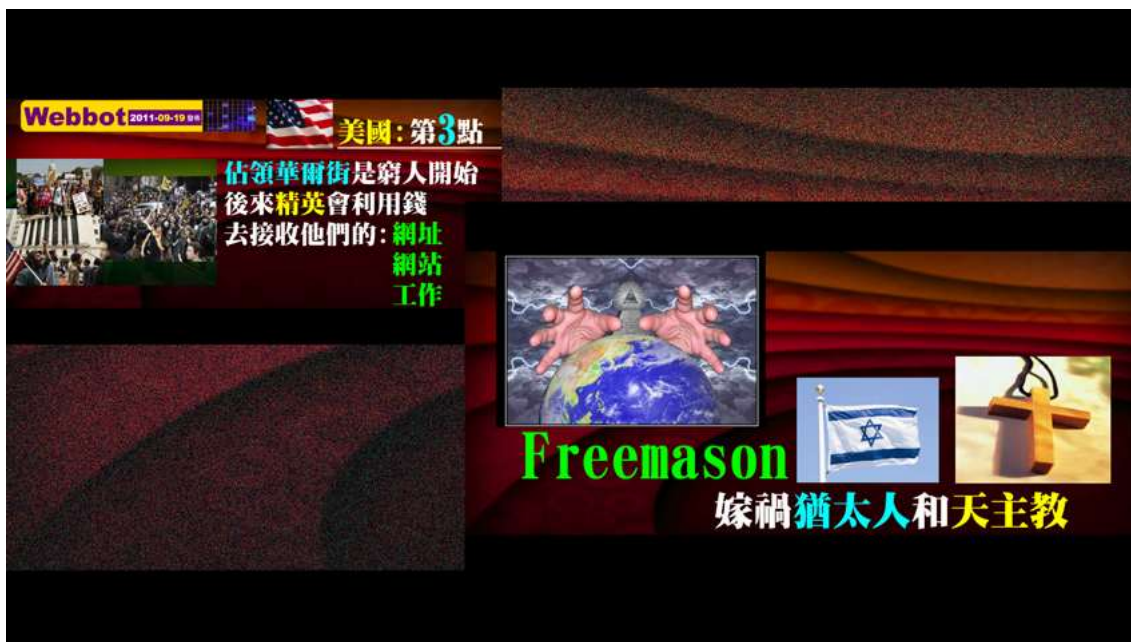 Webbot 2011-09-19 發佈
美國:第3點
佔領華爾街是窮人開始
後來精英會利用錢
去接收他們的:網址
網站
工作
Freemason
嫁禍猶太人和天主教